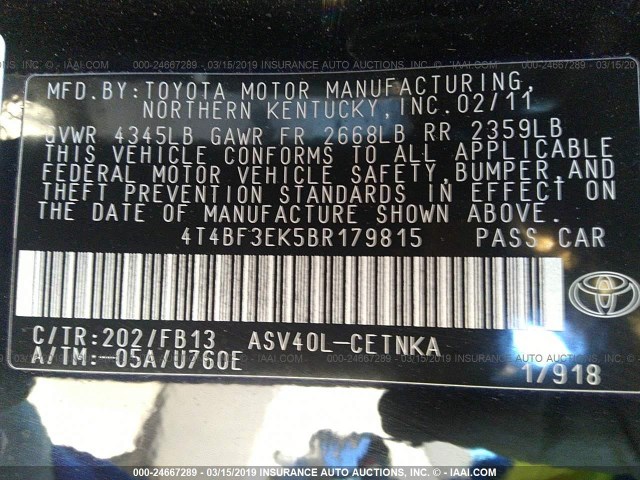 000-24667289 - 03/15/2019 INSURANCE AUTO AUCTIONS, INC. - © IAAI.COM
MFD.BY:TOYOTA MOTOR MANUFACTURING,
NORTHERN KENTUCKY,INC.02/11
GVWR 4345LB GAWR FR 2668LB RR 2359LB
THIS VEHICLE CONFORMS TO ALL APPLICABLE
FEDERAL MOTOR VEHICLE SAFETY,BUMPER,AND
THEFT PREVENTION STANDARDS IN EFFECT ON
THE DATE OF MANUFACTURE SHOWN ABOVE.
4T4BF3EK5BR179815 PASS CAR
TOYOTA
C/TR:202/FB13 ASV40L-CETNKA
A/TM:-05A/U760E
17918
000-24667289 - 03/15/2019 INSURANCE AUTO AUCTIONS, INC. - © IAAI.COM